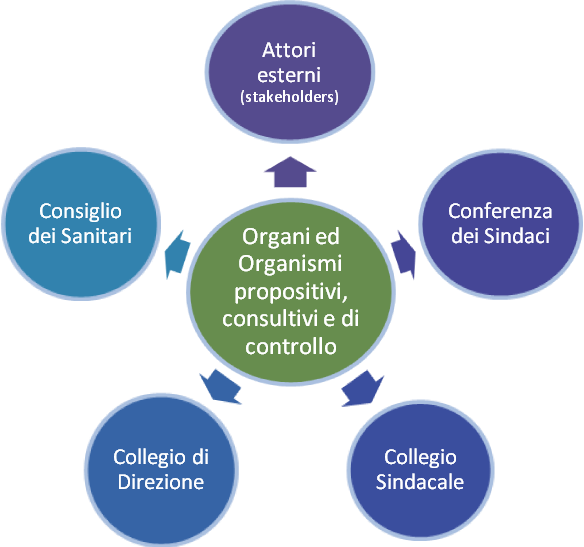 Attori
esterni
(stakeholders)
Consiglio
dei Sanitari
Conferenza
dei Sindaci
Organi ed
Organismi
propositivi,
consultivi e di
controllo
Collegio di
Direzione
Collegio
Sindacale